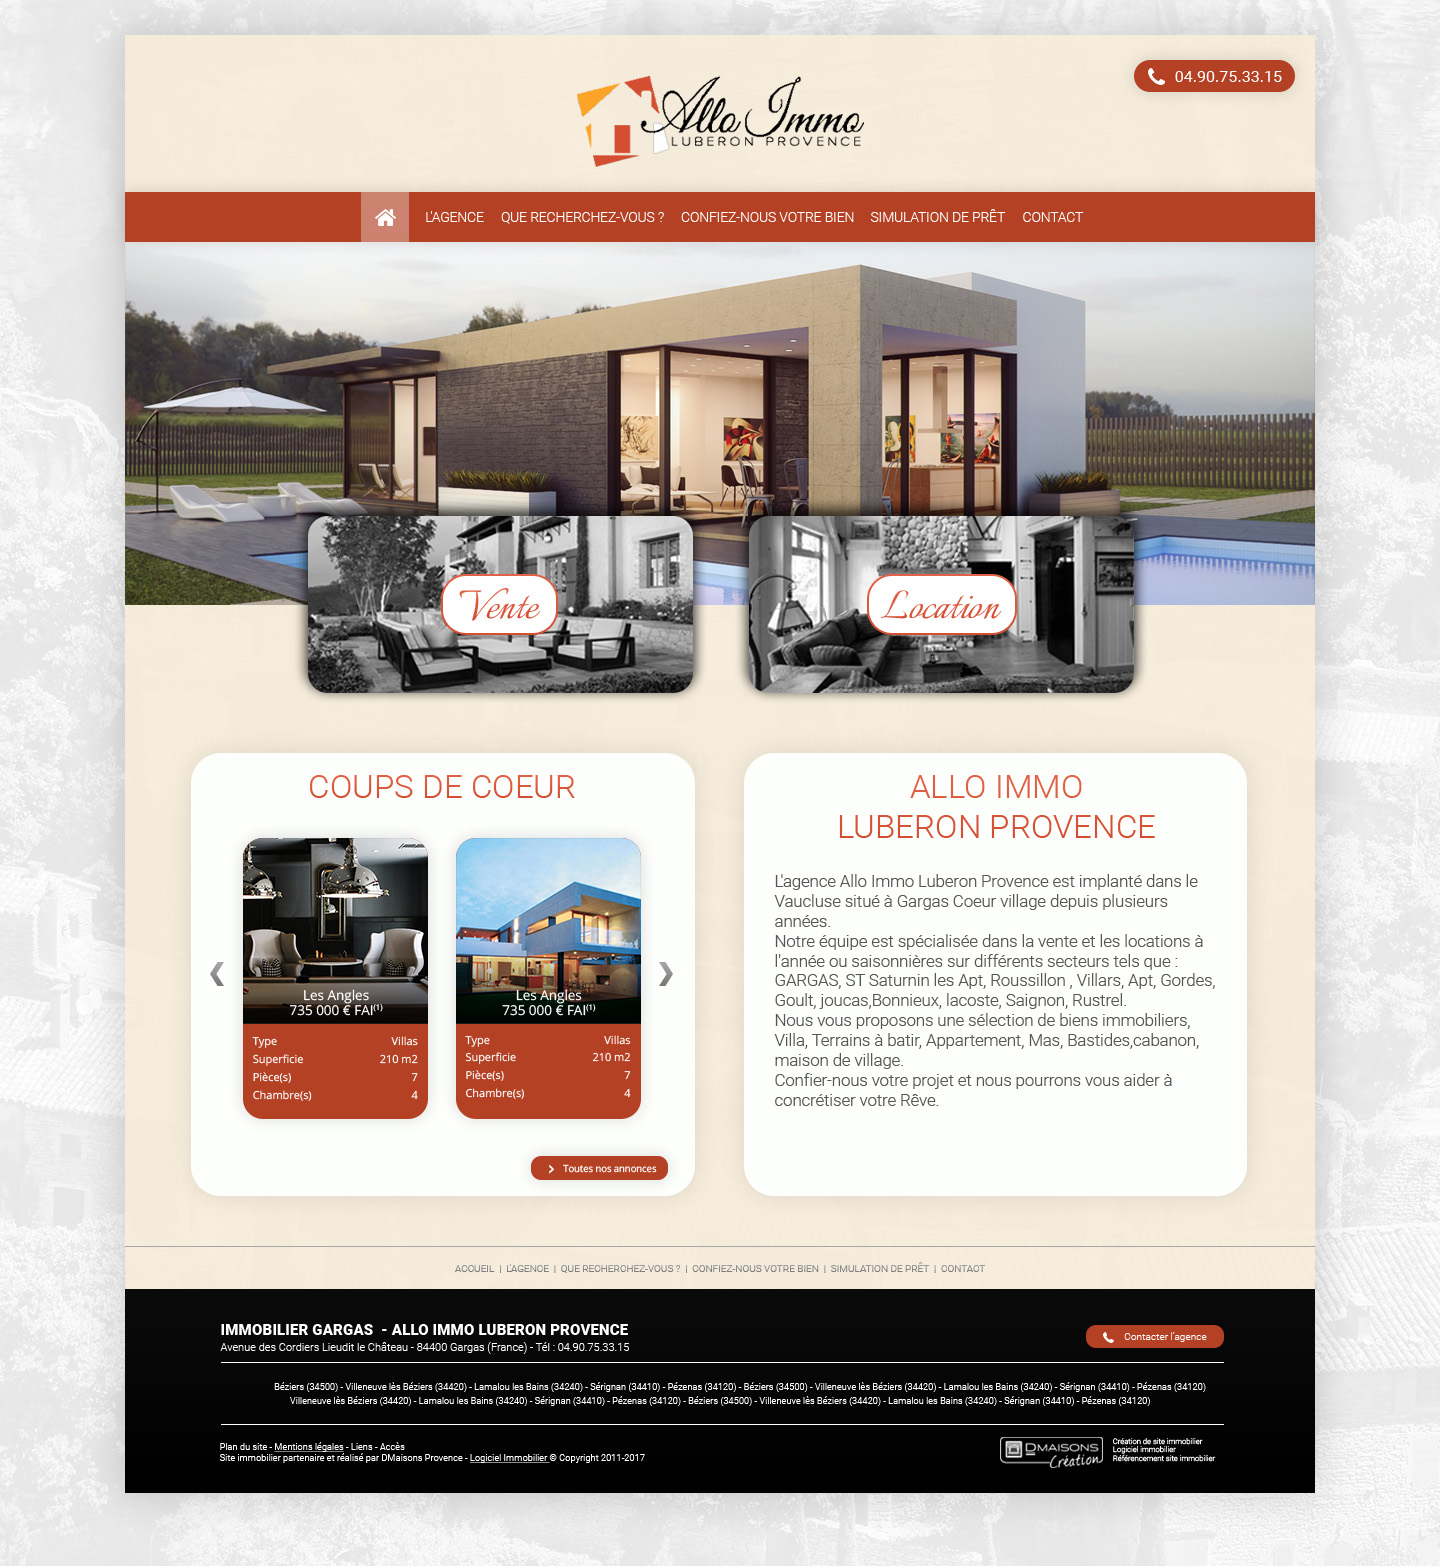 04.90.75.33.15
Allo Immo
LUBERON PROVENCE
L'AGENCE QUE RECHERCHEZ-VOUS ? CONFIEZ-NOUS VOTRE BIEN SIMULATION DE PRÊT CONTACT
Vente
Location
COUPS DE COEUR
Les Angles
735 000 € FAI(1)
Type Villas
Superficie 210 m2
Pièce(s) 7
Chambre(s) 4
Les Angles
735 000 € FAI(1)
Type Villas
Superficie 210 m2
Pièce(s) 7
Chambre(s) 4
Toutes nos annonces
ALLO IMMO
LUBERON PROVENCE
L'agence Allo Immo Luberon Provence est implanté dans le
Vaucluse situé à Gargas Coeur village depuis plusieurs
années.
Notre équipe est spécialisée dans la vente et les locations à
l'année ou saisonnières sur différents secteurs tels que :
GARGAS, ST Saturnin les Apt, Roussillon , Villars, Apt, Gordes,
Goult, joucas,Bonnieux, lacoste, Saignon, Rustrel.
Nous vous proposons une sélection de biens immobiliers,
Villa, Terrains à batir, Appartement, Mas, Bastides,cabanon,
maison de village.
Confier-nous votre projet et nous pourrons vous aider à
concrétiser votre Rêve.
ACCUEIL | L'AGENCE | QUE RECHERCHEZ-VOUS ? | CONFIEZ-NOUS VOTRE BIEN | SIMULATION DE PRÊT | CONTACT
IMMOBILIER GARGAS - ALLO IMMO LUBERON PROVENCE
Avenue des Cordiers Lieudit le Château - 84400 Gargas (France) - Tél : 04.90.75.33.15
Contacter l'agence
Béziers (34500) - Villeneuve lès Béziers (34420) - Lamalou les Bains (34240) - Sérignan (34410) - Pézenas (34120) - Béziers (34500) - Villeneuve lès Béziers (34420) - Lamalou les Bains (34240) - Sérignan (34410) - Pézenas (34120)
Villeneuve lès Béziers (34420) - Lamalou les Bains (34240) - Sérignan (34410) - Pézenas (34120) - Béziers (34500) - Villeneuve lès Béziers (34420) - Lamalou les Bains (34240) - Sérignan (34410) - Pézenas (34120)
Plan du site - Mentions légales - Liens - Accès
Site immobilier partenaire et réalisé par DMaisons Provence - Logiciel Immobilier © Copyright 2011-2017
DMAISONS
Création
Création de site immobilier
Logiciel immobilier
Référencement site immobilier